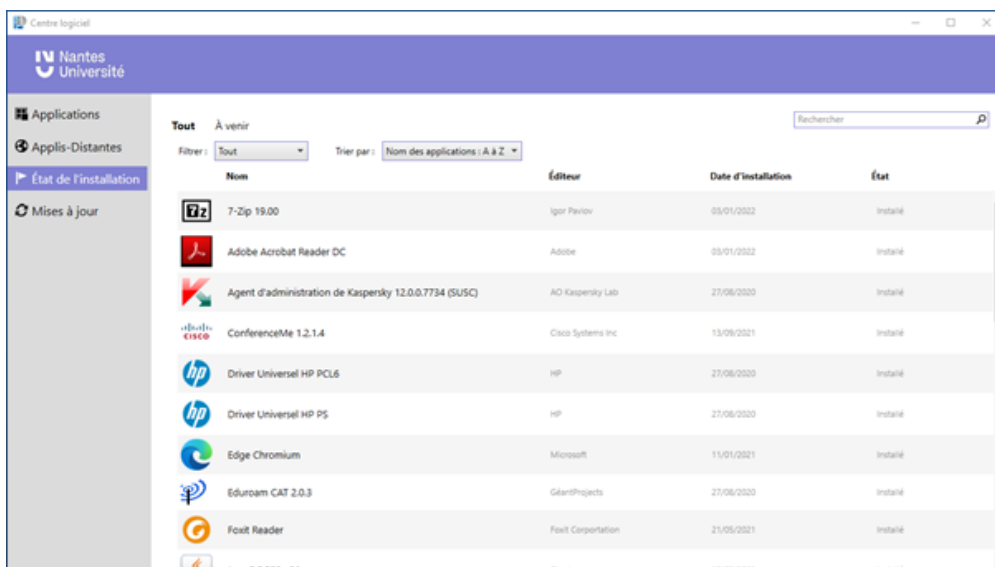 Centre logiciel
Nantes
Université
Applications
Applis-Distantes
État de l'installation
Mises à jour
Tout À venir
Rechercher
Filtrer : Tout Trier par : Nom des applications : A à Z
Nom Éditeur Date d'installation État
7z 7-Zip 19.00 Igor Pavlov 03/01/2022 Installé
Adobe Acrobat Reader DC Adobe 03/01/2022 Installé
Agent d'administration de Kaspersky 12.0.0.7734 (SUSC) AO Kaspersky Lab 27/08/2020 Installé
CISCO ConferenceMe 1.2.1.4 Cisco Systems Inc 13/09/2021 Installé
hp Driver Universel HP PCL6 HP 27/08/2020 Installé
hp Driver Universel HP PS HP 27/08/2020 Installé
Edge Chromium Microsoft 11/01/2021 Installé
Eduroam CAT 2.0.3 GéantProjects 27/08/2020 Installé
Foxit Reader Foxit Corportation 21/05/2021 Installé